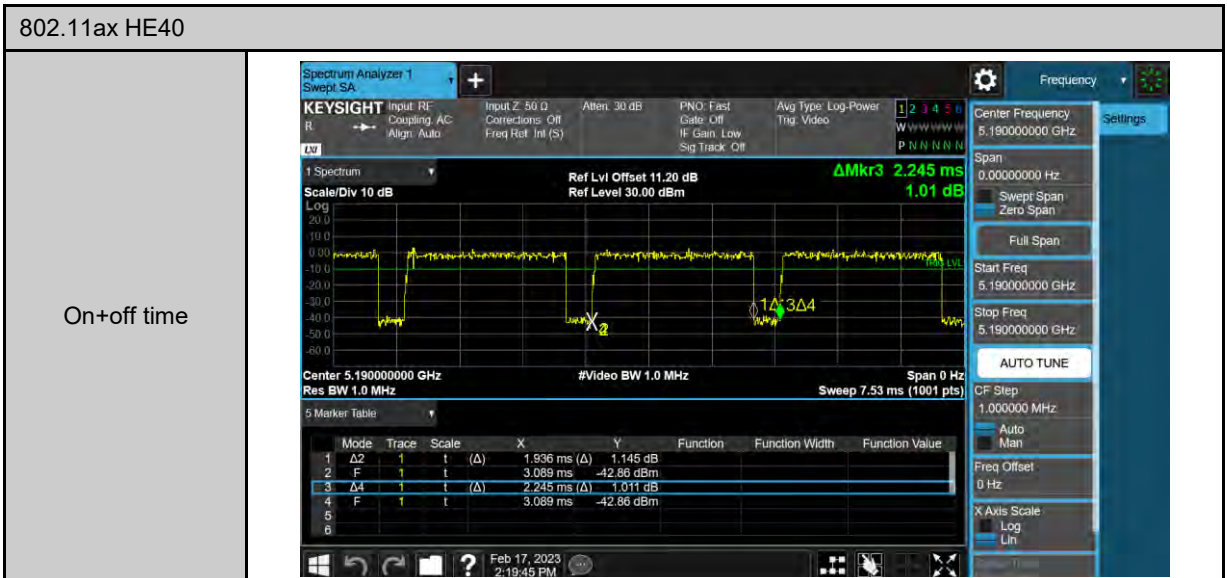 802.11ax HE40
On+off time
Spectrum Analyzer 1
Swept SA
+
Frequency
KEYSIGHT
R
LXI
Input: RF
Coupling: AC
Align: Auto
Input Z: 50 Ω
Corrections: Off
Freq Ref: Int (S)
Atten: 30 dB
PNO: Fast
Gate: Off
IF Gain: Low
Sig Track: Off
Avg Type: Log-Power
Trig: Video
1 2 3 4 5 6
W W W W W W
P N N N N N
1 Spectrum
Scale/Div 10 dB
Ref Lvl Offset 11.20 dB
Ref Level 30.00 dBm
ΔMkr3 2.245 ms
1.01 dB
Log
20.0
10.0
0.00
-10.0
-20.0
-30.0
-40.0
-50.0
-60.0
TRIG LVL
3Δ4
Center 5.190000000 GHz
#Video BW 1.0 MHz
Span 0 Hz
Res BW 1.0 MHz
Sweep 7.53 ms (1001 pts)
5 Marker Table
Mode Trace Scale X Y Function Function Width Function Value
1 Δ2 1 t (Δ) 1.936 ms (Δ) 1.145 dB
2 F 1 t 3.089 ms -42.86 dBm
3 Δ4 1 t (Δ) 2.245 ms (Δ) 1.011 dB
4 F 1 t 3.089 ms -42.86 dBm
5
6
?
Feb 17, 2023
2:19:45 PM
Center Frequency
5.190000000 GHz
Settings
Span
0.00000000 Hz
Swept Span
Zero Span
Full Span
Start Freq
5.190000000 GHz
Stop Freq
5.190000000 GHz
AUTO TUNE
CF Step
1.000000 MHz
Auto
Man
Freq Offset
0 Hz
X Axis Scale
Log
Lin